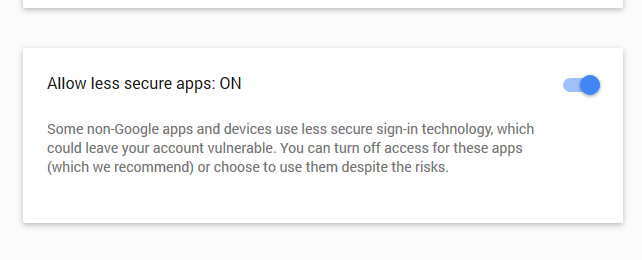 Allow less secure apps: ON
Some non-Google apps and devices use less secure sign-in technology, which
could leave your account vulnerable. You can turn off access for these apps
(which we recommend) or choose to use them despite the risks.